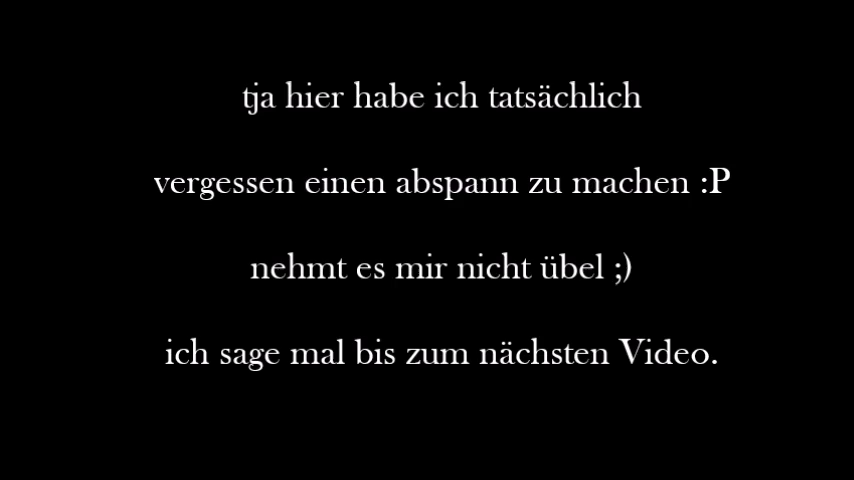 tja hier habe ich tatsächlich
vergessen einen abspann zu machen :P
nehmt es mir nicht übel ;)
ich sage mal bis zum nächsten Video.